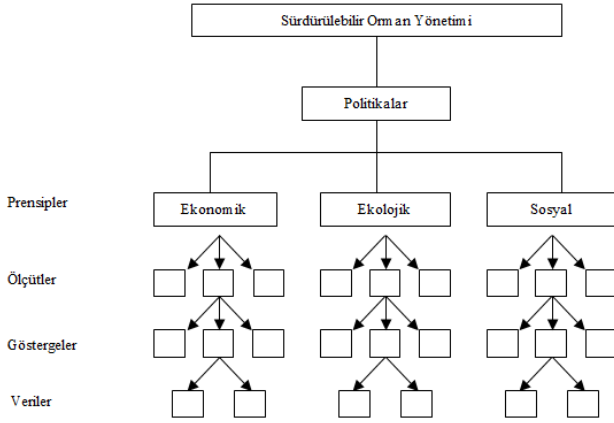 Sürdürülebilir Orman Yönetimi
Politikalar
Prensipler
Ekonomik
Ekolojik
Sosyal
Ölçütler
Göstergeler
Veriler